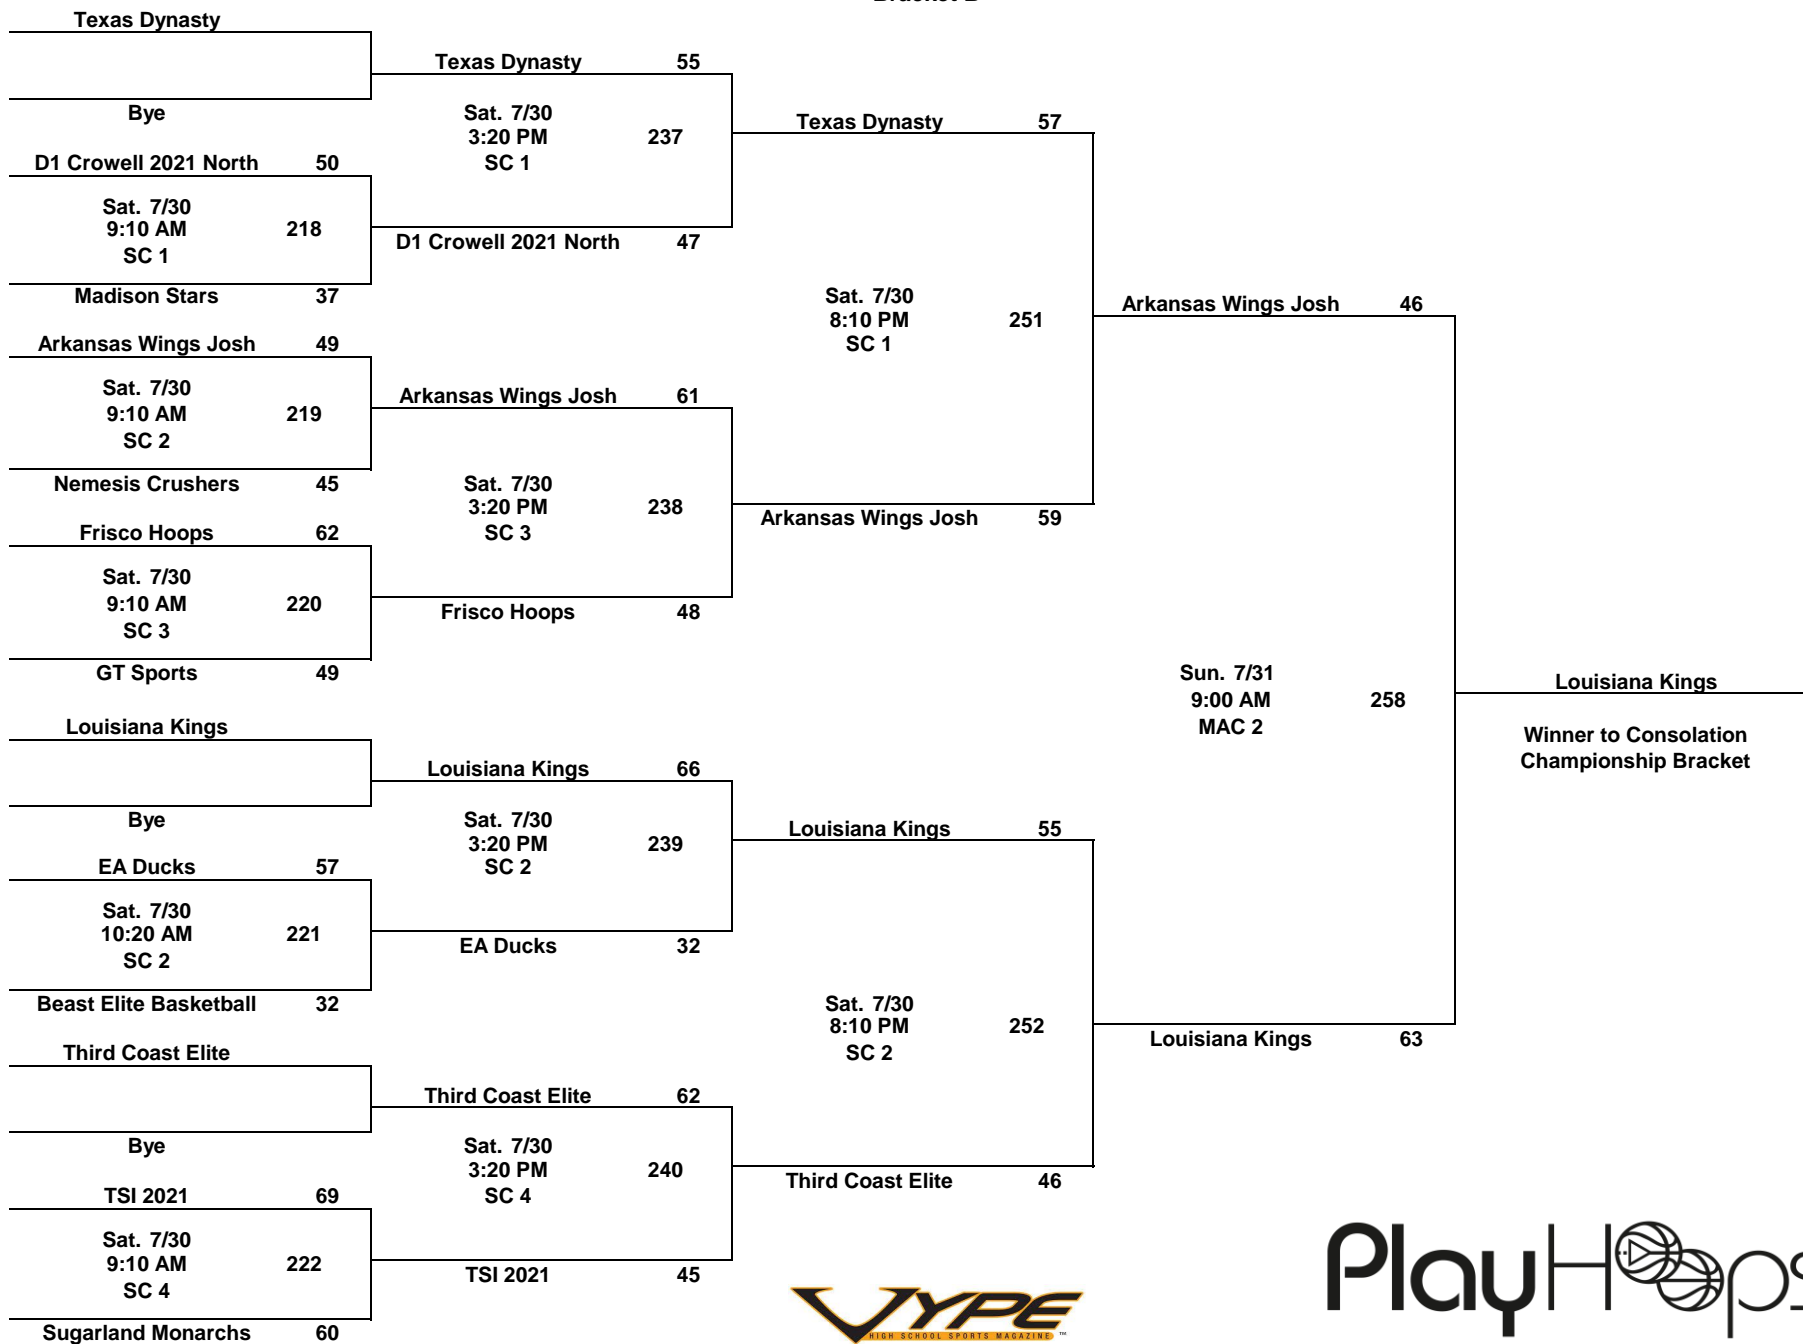 Texas Dynasty
Bye
D1 Crowell 2021 North 50
Sat. 7/30
9:10 AM 218
SC 1
Madison Stars 37
Arkansas Wings Josh 49
Sat. 7/30
9:10 AM 219
SC 2
Nemesis Crushers 45
Frisco Hoops 62
Sat. 7/30
9:10 AM 220
SC 3
GT Sports 49
Louisiana Kings
Bye
EA Ducks 57
Sat. 7/30
10:20 AM 221
SC 2
Beast Elite Basketball 32
Third Coast Elite
Bye
TSI 2021 69
Sat. 7/30
9:10 AM 222
SC 4
Sugarland Monarchs 60
Texas Dynasty 55
Sat. 7/30
3:20 PM 237
SC 1
D1 Crowell 2021 North 47
Arkansas Wings Josh 61
Sat. 7/30
3:20 PM 238
SC 3
Frisco Hoops 48
Louisiana Kings 66
Sat. 7/30
3:20 PM 239
SC 2
EA Ducks 32
Third Coast Elite 62
Sat. 7/30
3:20 PM 240
SC 4
TSI 2021 45
Texas Dynasty 57
Sat. 7/30
8:10 PM 251
SC 1
Arkansas Wings Josh 59
Louisiana Kings 55
Sat. 7/30
8:10 PM 252
SC 2
Third Coast Elite 46
Arkansas Wings Josh 46
Sun. 7/31
9:00 AM 258
MAC 2
Louisiana Kings 63
Louisiana Kings
Winner to Consolation
Championship Bracket
VYPE
HIGH SCHOOL SPORTS MAGAZINE ™
PlayHoops